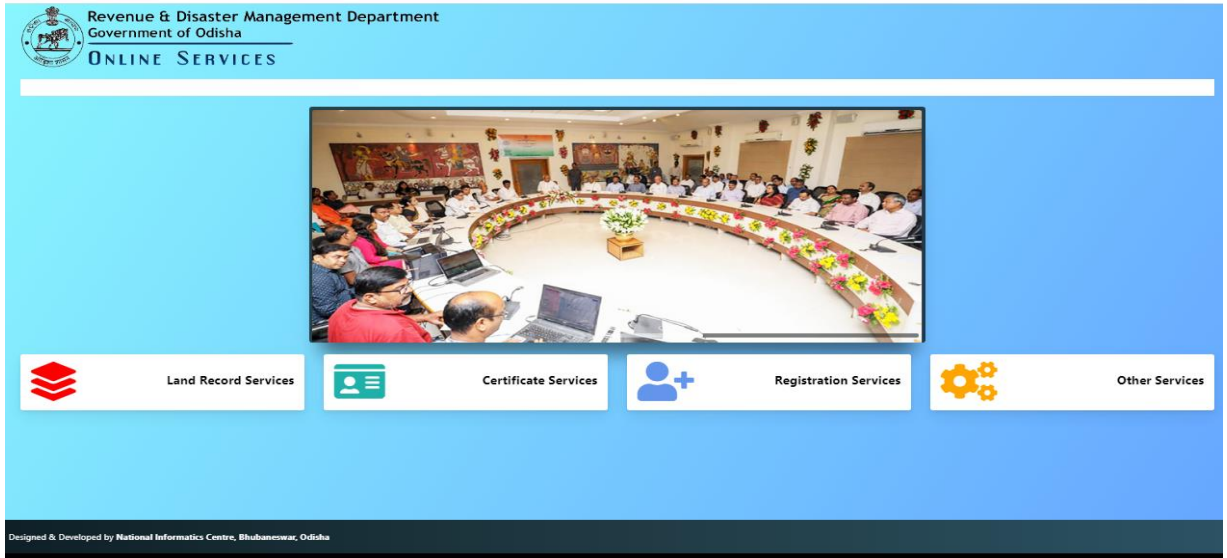 Revenue & Disaster Management Department
Government of Odisha
ONLINE SERVICES
Land Record Services
Certificate Services
Registration Services
Other Services
Designed & Developed by National Informatics Centre, Bhubaneswar, Odisha